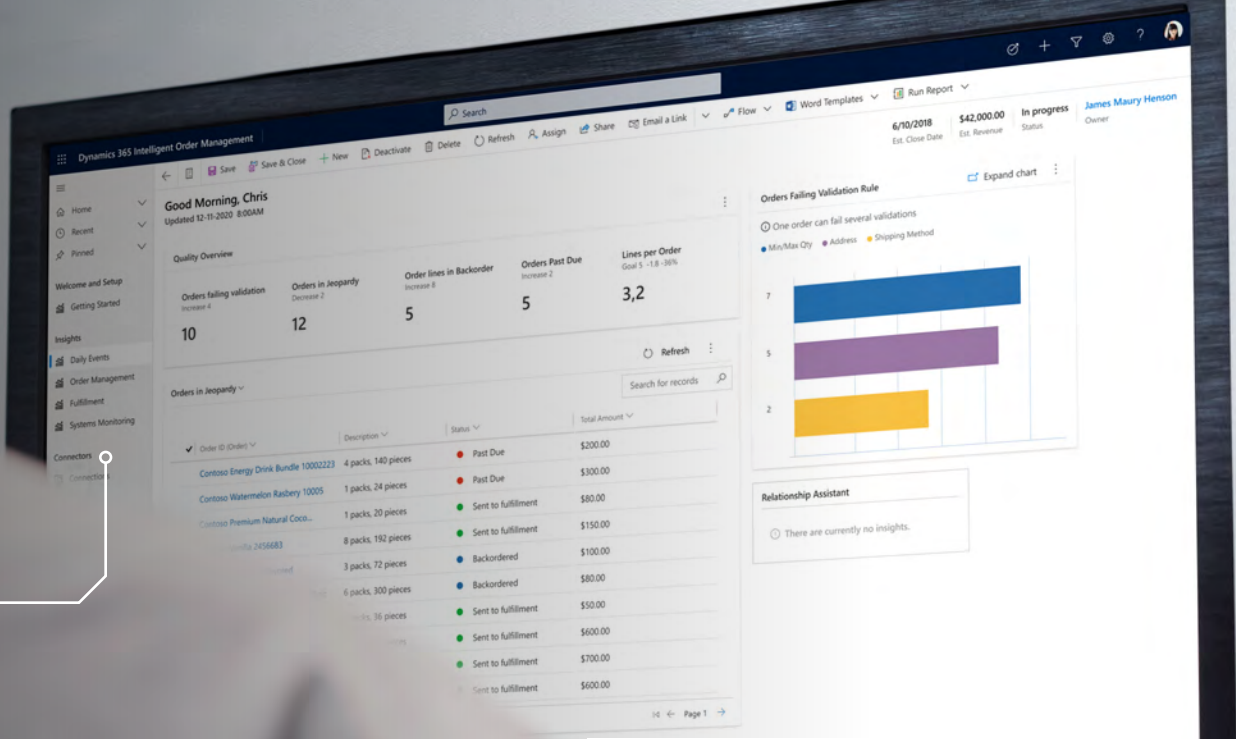 Search
Dynamics 365 Intelligent Order Management
Save
Save & Close
New
Deactivate
Delete
Refresh
Assign
Share
Email a Link
Flow
Word Templates
Run Report
Home
Recent
Pinned
Welcome and Setup
Getting Started
Insights
Daily Events
Order Management
Fulfillment
Systems Monitoring
Connectors
Connections
Good Morning, Chris
Updated 12-11-2020 8:00AM
6/10/2018
Est. Close Date
$42,000.00
Est. Revenue
In progress
Status
James Maury Henson
Owner
Quality Overview
Orders failing validation
Increase 4
10
Orders in Jeopardy
Decrease 2
12
Order lines in Backorder
Increase 8
5
Orders Past Due
Increase 2
5
Lines per Order
Goal 5 -1.8 -36%
3,2
Refresh
Orders in Jeopardy
Search for records
Order ID (Order) Description Status Total Amount
Contoso Energy Drink Bundle 10002223 4 packs, 140 pieces Past Due $200.00
Contoso Watermelon Rasbery 10005 1 packs, 24 pieces Past Due $300.00
Contoso Premium Natural Coco... 1 packs, 20 pieces Sent to fulfillment $80.00
2456683 8 packs, 192 pieces Sent to fulfillment $150.00
3 packs, 72 pieces Backordered $100.00
6 packs, 300 pieces Backordered $80.00
36 pieces Sent to fulfillment $50.00
Sent to fulfillment $600.00
Sent to fulfillment $700.00
Sent to fulfillment $600.00
Page 1
Orders Failing Validation Rule
Expand chart
One order can fail several validations
Min/Max Qty Address Shipping Method
7
5
2
Relationship Assistant
There are currently no insights.